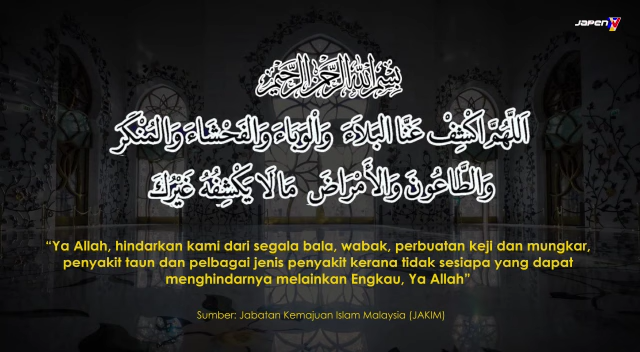 JAPEN TV
بِسْمِ اللهِ الرَّحْمٰنِ الرَّحِيْمِ
اَللَّهُمَّ اكْشِفْ عَنَّا الْبَلَاءَ وَالْوَبَاءَ وَالْفَحْشَاءَ وَالْمُنْكَرَ
وَالطَّاعُونَ وَالْأَمْرَاضَ مَا لَا يَكْشِفُهُ غَيْرُكَ
“Ya Allah, hindarkan kami dari segala bala, wabak, perbuatan keji dan mungkar,
penyakit taun dan pelbagai jenis penyakit kerana tidak sesiapa yang dapat
menghindarnya melainkan Engkau, Ya Allah”
Sumber: Jabatan Kemajuan Islam Malaysia (JAKIM)